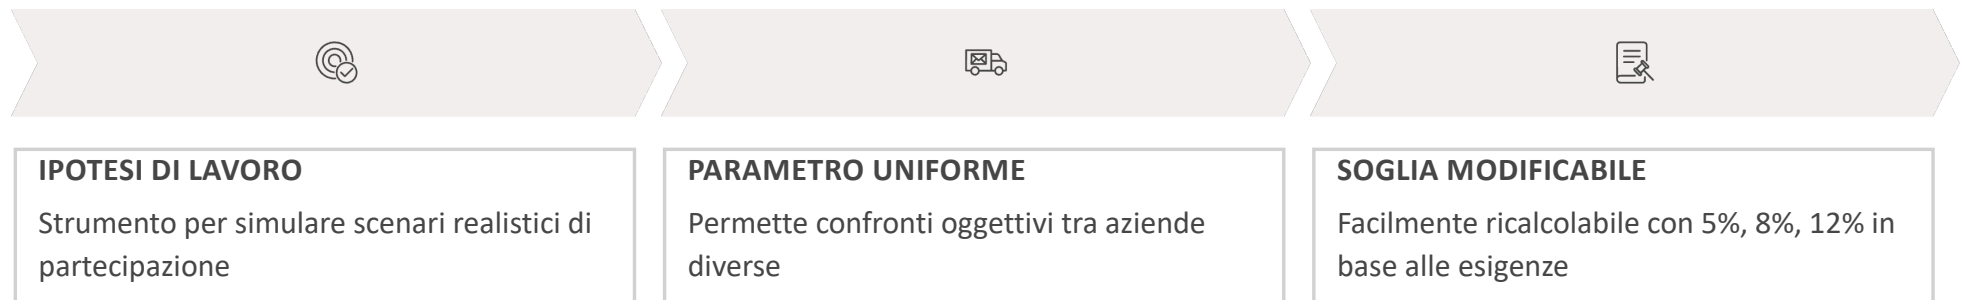 IPOTESI DI LAVORO
Strumento per simulare scenari realistici di
partecipazione
PARAMETRO UNIFORME
Permette confronti oggettivi tra aziende
diverse
SOGLIA MODIFICABILE
Facilmente ricalcolabile con 5%, 8%, 12% in
base alle esigenze